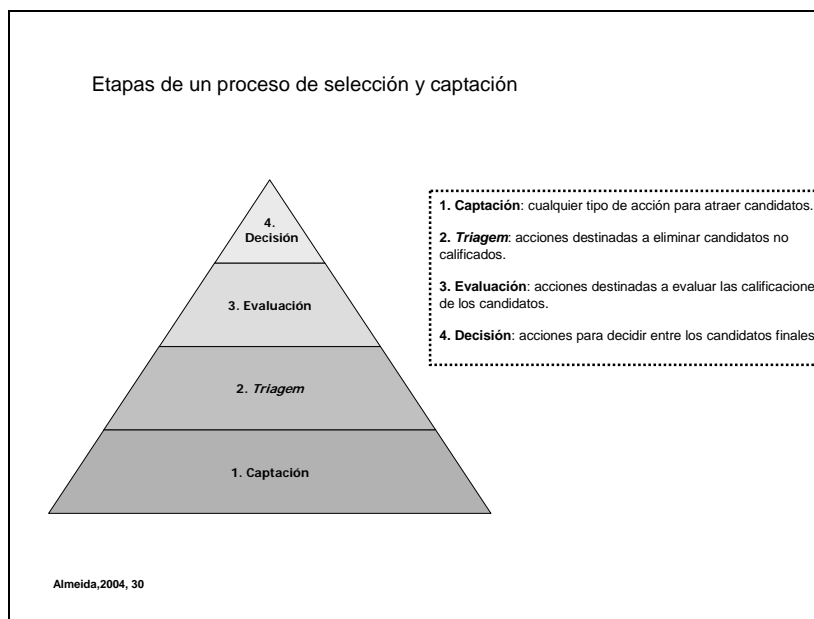 Etapas de un proceso de selección y captación
4.
Decisión
3. Evaluación
2. Triagem
1. Captación
1. Captación: cualquier tipo de acción para atraer candidatos.
2. Triagem: acciones destinadas a eliminar candidatos no
calificados.
3. Evaluación: acciones destinadas a evaluar las calificacione
de los candidatos.
4. Decisión: acciones para decidir entre los candidatos finales
Almeida,2004, 30